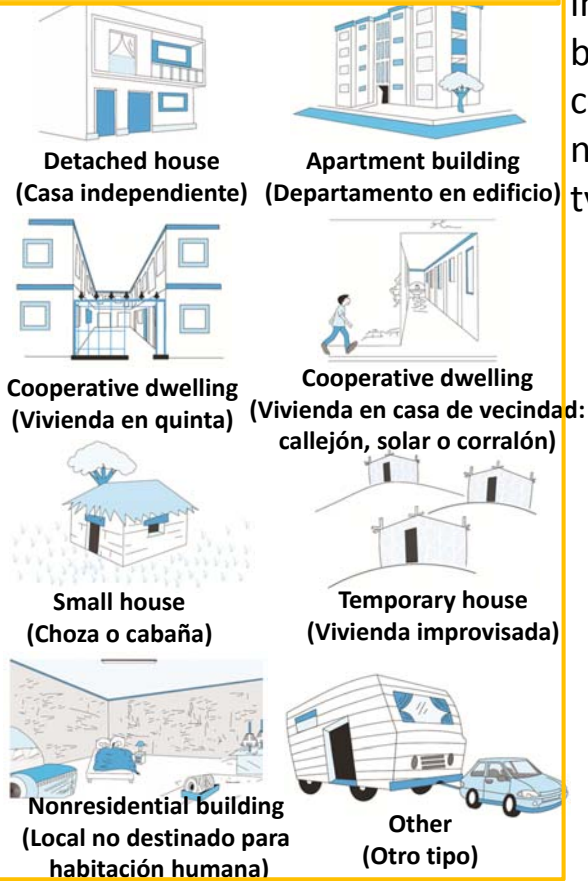 Detached house
(Casa independiente)
Apartment building
(Departamento en edificio)
Cooperative dwelling
(Vivienda en quinta)
Cooperative dwelling
(Vivienda en casa de vecindad:
callejón, solar o corralón)
Small house
(Choza o cabaña)
Temporary house
(Vivienda improvisada)
Nonresidential building
(Local no destinado para
habitación humana)
Other
(Otro tipo)